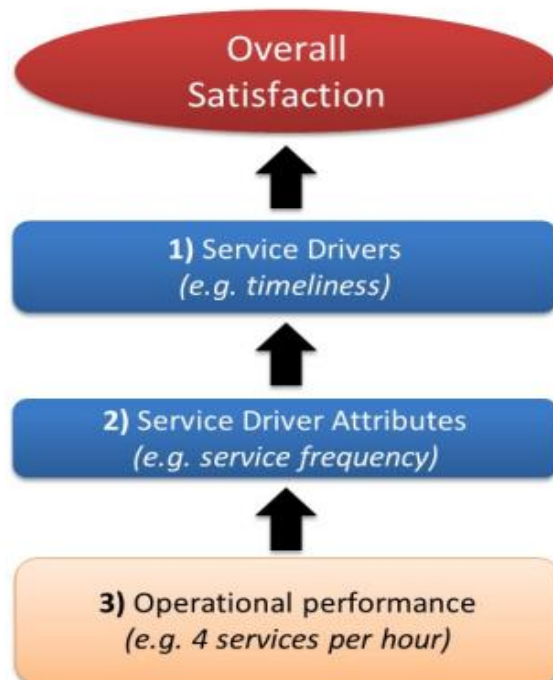 Overall
Satisfaction
1) Service Drivers
(e.g. timeliness)
2) Service Driver Attributes
(e.g. service frequency)
3) Operational performance
(e.g. 4 services per hour)